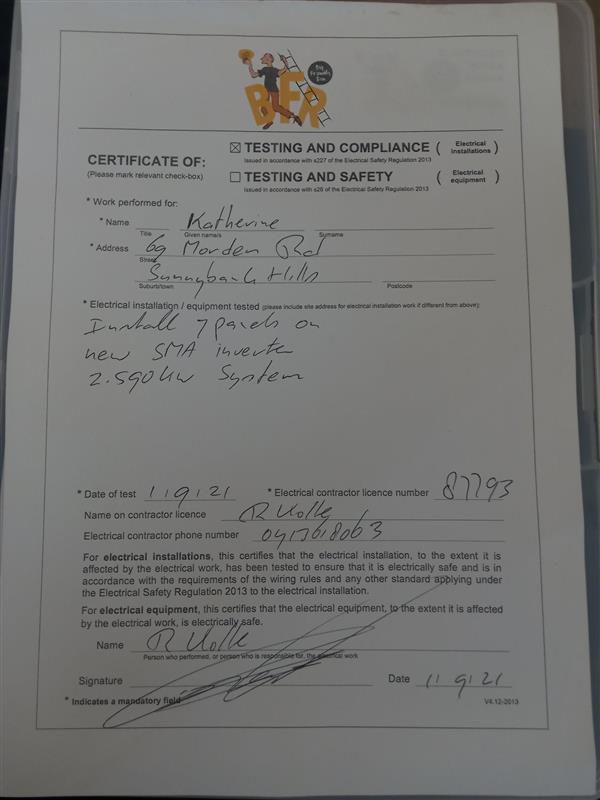 Big Friendly Ron
BFR
CERTIFICATE OF:
(Please mark relevant check-box)
☒ TESTING AND COMPLIANCE ( Electrical installations )
Issued in accordance with s227 of the Electrical Safety Regulation 2013
☐ TESTING AND SAFETY ( Electrical equipment )
Issued in accordance with s26 of the Electrical Safety Regulation 2013
* Work performed for:
* Name Katherine
Title Given name/s Surname
* Address 69 Morden Rd
Street
Sunnybank Hills
Suburb/town Postcode
* Electrical installation / equipment tested (please include site address for electrical installation work if different from above):
Install 7 panels on
new SMA inverter
2.590kw System
* Date of test 1 9 21 * Electrical contractor licence number 87793
Name on contractor licence R
Electrical contractor phone number
For electrical installations, this certifies that the electrical installation, to the extent it is
affected by the electrical work, has been tested to ensure that it is electrically safe and is in
accordance with the requirements of the wiring rules and any other standard applying under
the Electrical Safety Regulation 2013 to the electrical installation.
For electrical equipment, this certifies that the electrical equipment, to the extent it is affected
by the electrical work, is electrically safe.
Name R
Person who performed, or person who is responsible for, the electrical work
Signature Date 1 9 21
* Indicates a mandatory field
V4.12-2013